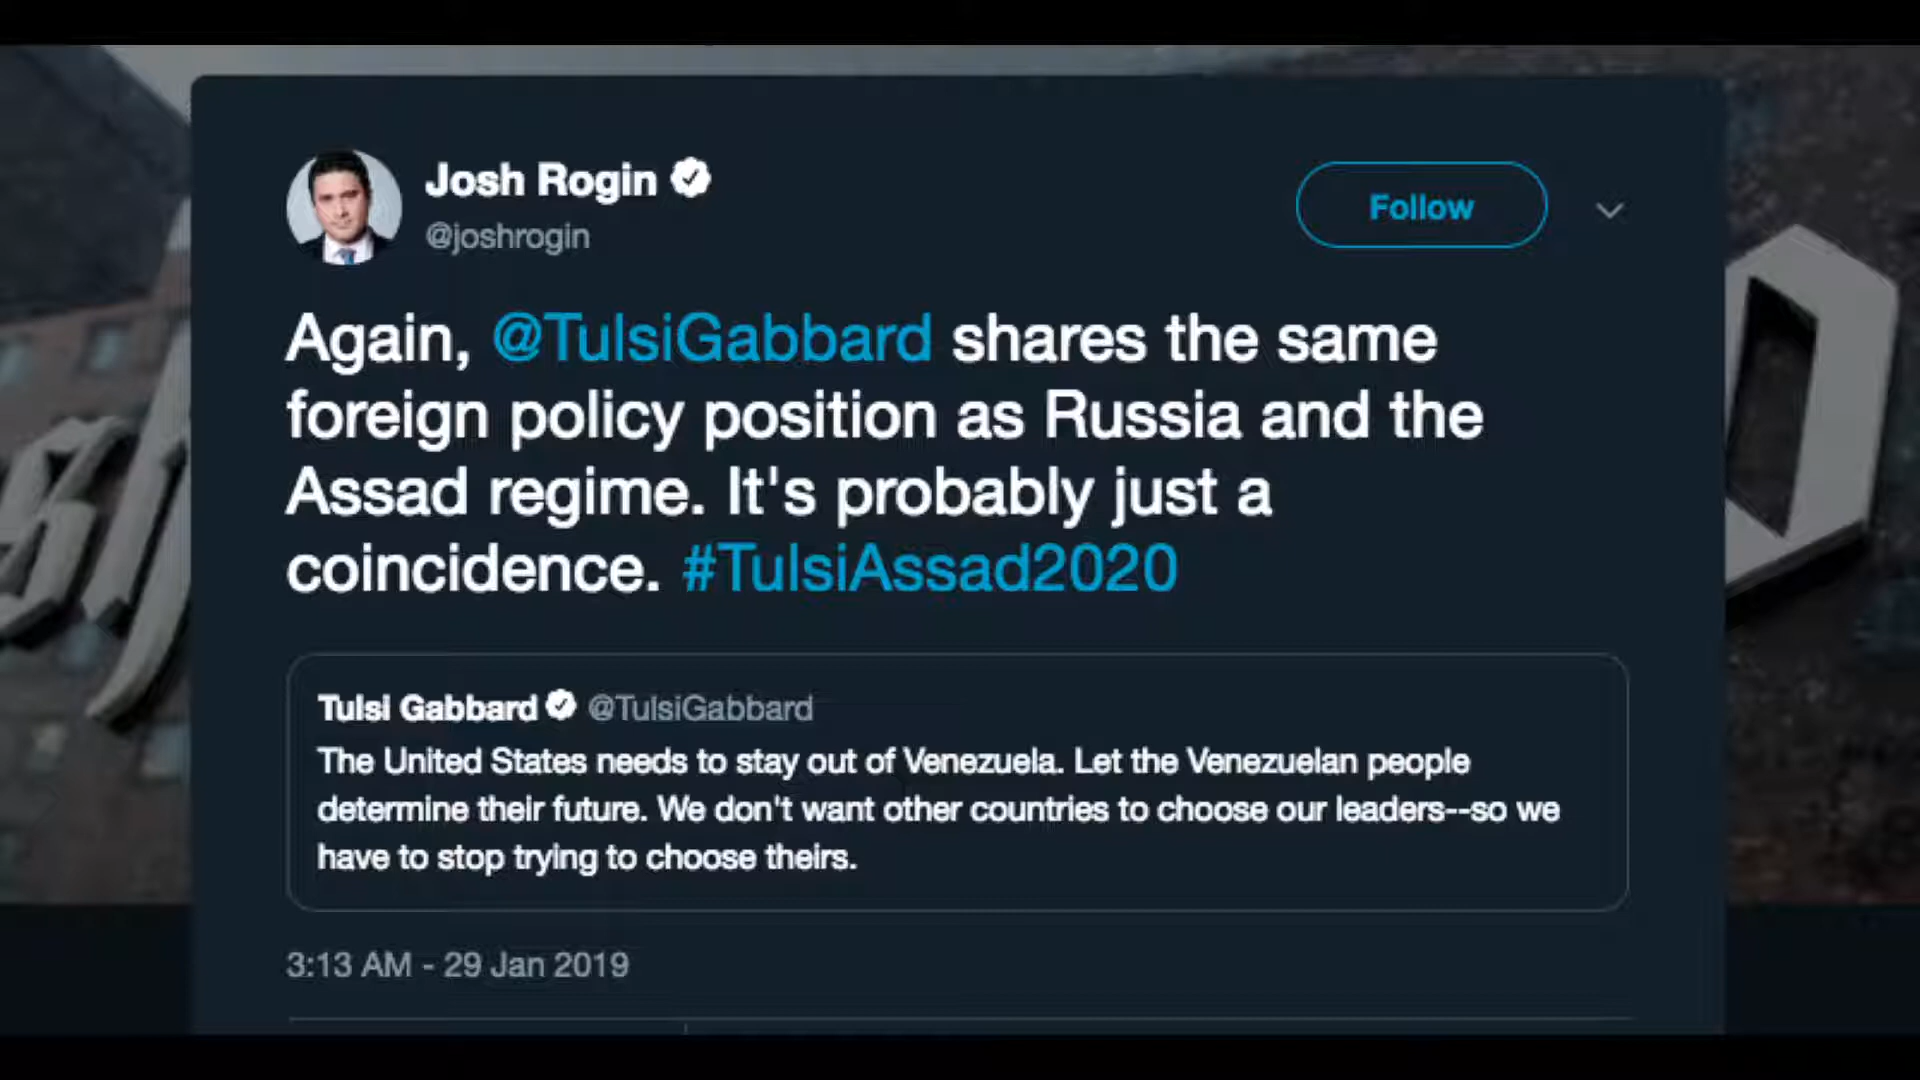 Josh Rogin
@joshrogin
Follow
Again, @TulsiGabbard shares the same
foreign policy position as Russia and the
Assad regime. It's probably just a
coincidence. #TulsiAssad2020
Tulsi Gabbard @TulsiGabbard
The United States needs to stay out of Venezuela. Let the Venezuelan people
determine their future. We don't want other countries to choose our leaders--so we
have to stop trying to choose theirs.
3:13 AM - 29 Jan 2019